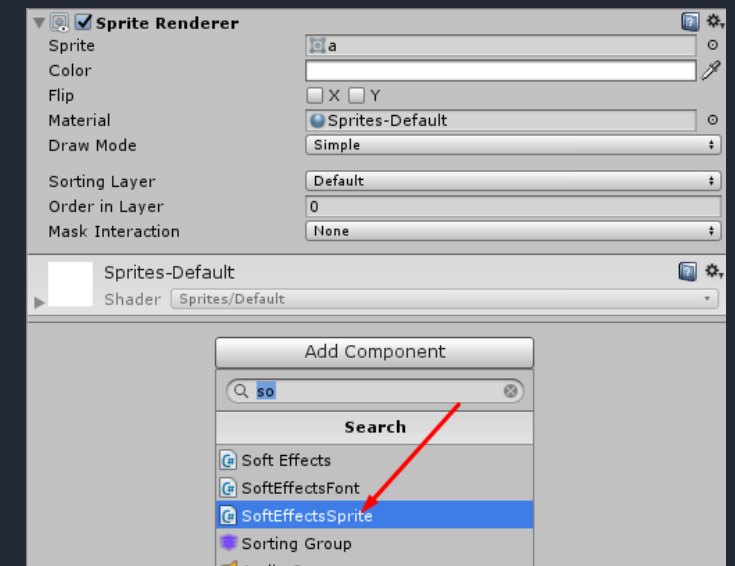 Sprite Renderer
Sprite a
Color
Flip X Y
Material Sprites-Default
Draw Mode Simple
Sorting Layer Default
Order in Layer 0
Mask Interaction None
Sprites-Default
Shader Sprites/Default
Add Component
so
Search
Soft Effects
SoftEffectsFont
SoftEffectsSprite
Sorting Group